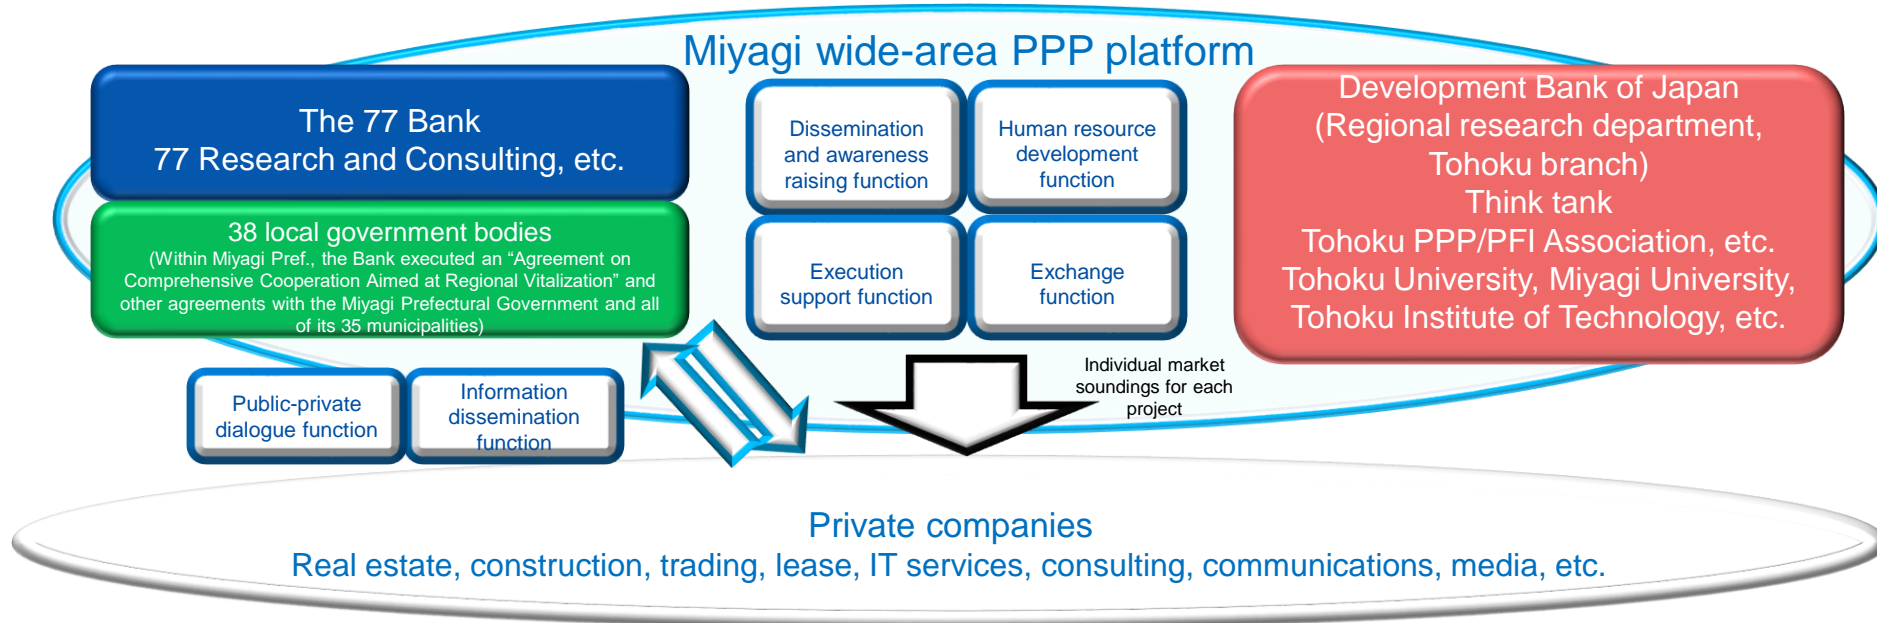 Miyagi wide-area PPP platform
The 77 Bank
77 Research and Consulting, etc.
38 local government bodies
(Within Miyagi Pref., the Bank executed an “Agreement on
Comprehensive Cooperation Aimed at Regional Vitalization” and
other agreements with the Miyagi Prefectural Government and all
of its 35 municipalities)
Dissemination
and awareness
raising function
Human resource
development
function
Execution
support function
Exchange
function
Development Bank of Japan
(Regional research department,
Tohoku branch)
Think tank
Tohoku PPP/PFI Association, etc.
Tohoku University, Miyagi University,
Tohoku Institute of Technology, etc.
Public-private
dialogue function
Information
dissemination
function
Individual market
soundings for each
project
Private companies
Real estate, construction, trading, lease, IT services, consulting, communications, media, etc.